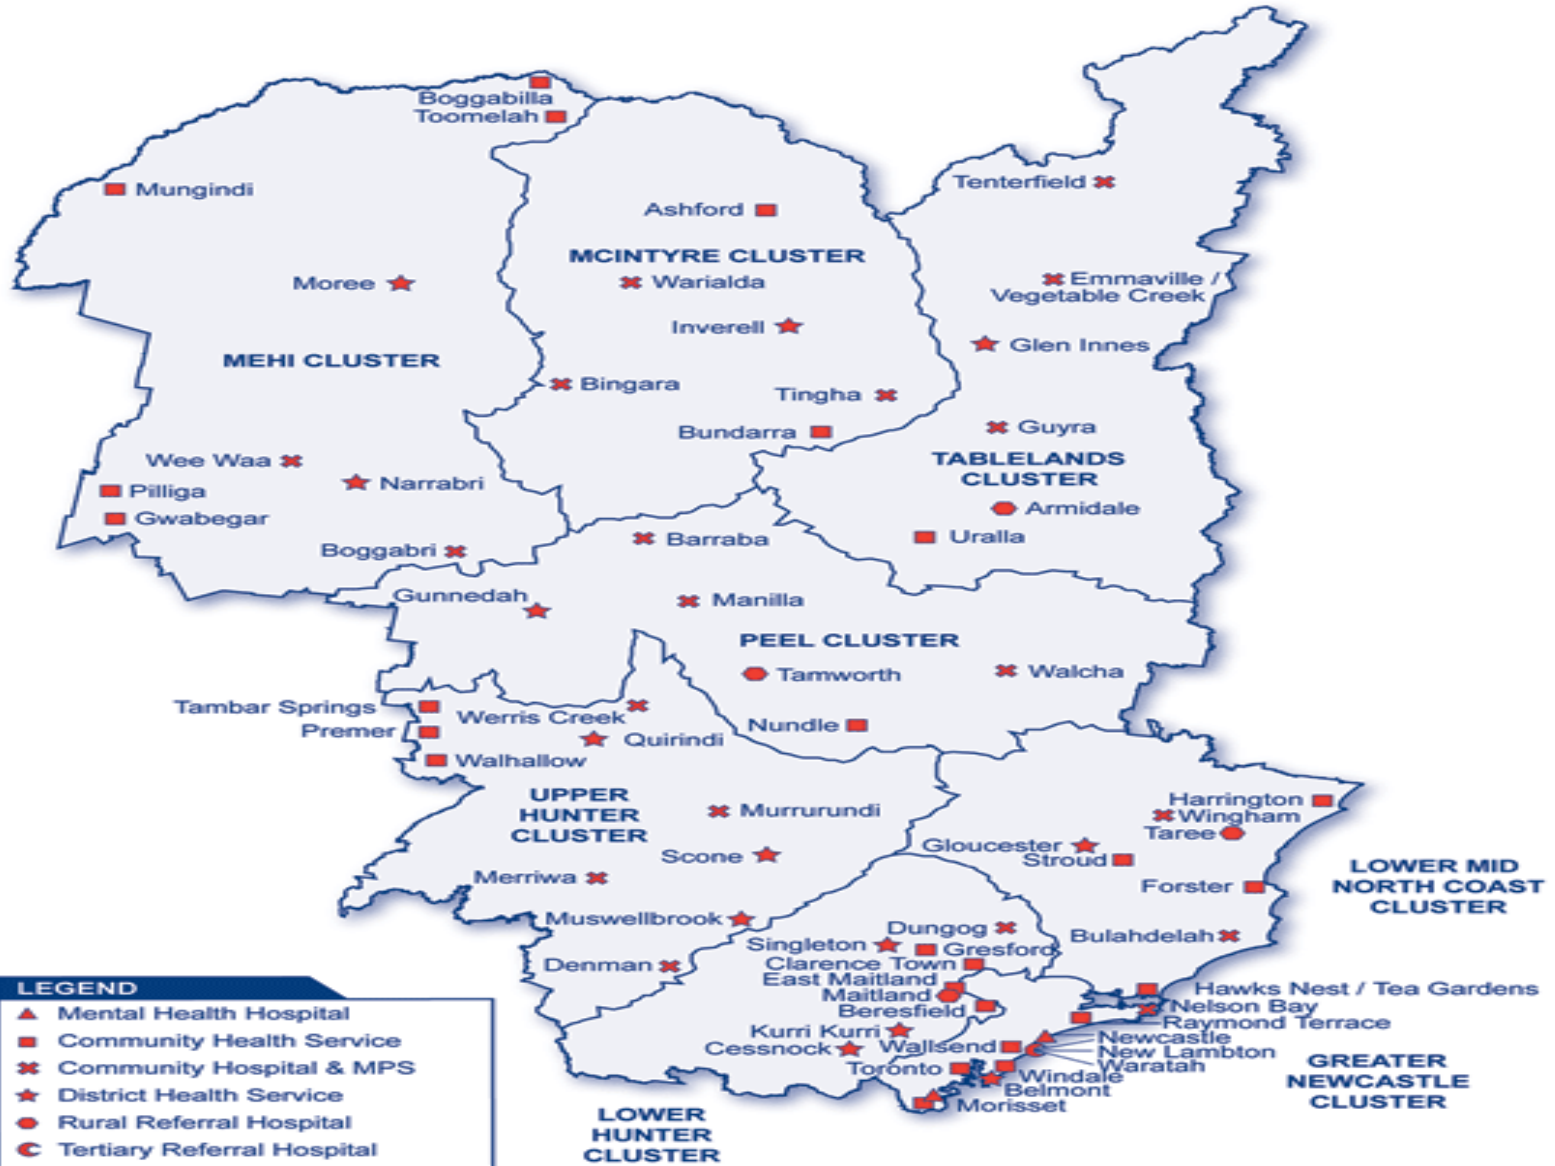 Boggabilla
Toomelah
Mungindi
Tenterfield
Ashford
MCINTYRE CLUSTER
Warialda
Moree
Emmaville /
Vegetable Creek
Inverell
Glen Innes
MEHI CLUSTER
Bingara
Tingha
Bundarra
Guyra
TABLELANDS
CLUSTER
Wee Waa
Narrabri
Pilliga
Gwabegar
Armidale
Uralla
Boggabri
Barraba
Gunnedah
Manilla
PEEL CLUSTER
Tamworth
Walcha
Tambar Springs
Werris Creek
Premer
Quirindi
Nundle
Walhallow
UPPER
HUNTER
CLUSTER
Murrurundi
Harrington
Wingham
Taree
Gloucester
Stroud
Scone
Merriwa
Forster
LOWER MID
NORTH COAST
CLUSTER
Muswellbrook
Dungog
Bulahdelah
Singleton
Gresford
Denman
Clarence Town
East Maitland
Maitland
Beresfield
Hawks Nest / Tea Gardens
Nelson Bay
Raymond Terrace
Kurri Kurri
Newcastle
Cessnock
Wallsend
New Lambton
Waratah
Toronto
Windale
Belmont
Morisset
GREATER
NEWCASTLE
CLUSTER
LOWER
HUNTER
CLUSTER
LEGEND
Mental Health Hospital
Community Health Service
Community Hospital & MPS
District Health Service
Rural Referral Hospital
Tertiary Referral Hospital